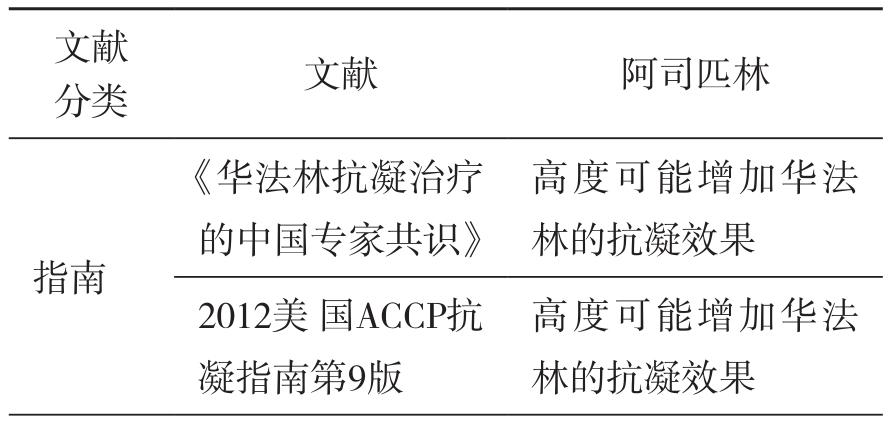 文献
分类
文献
阿司匹林
指南
《华法林抗凝治疗
的中国专家共识》
高度可能增加华法
林的抗凝效果
2012美国ACCP抗
凝指南第9版
高度可能增加华法
林的抗凝效果